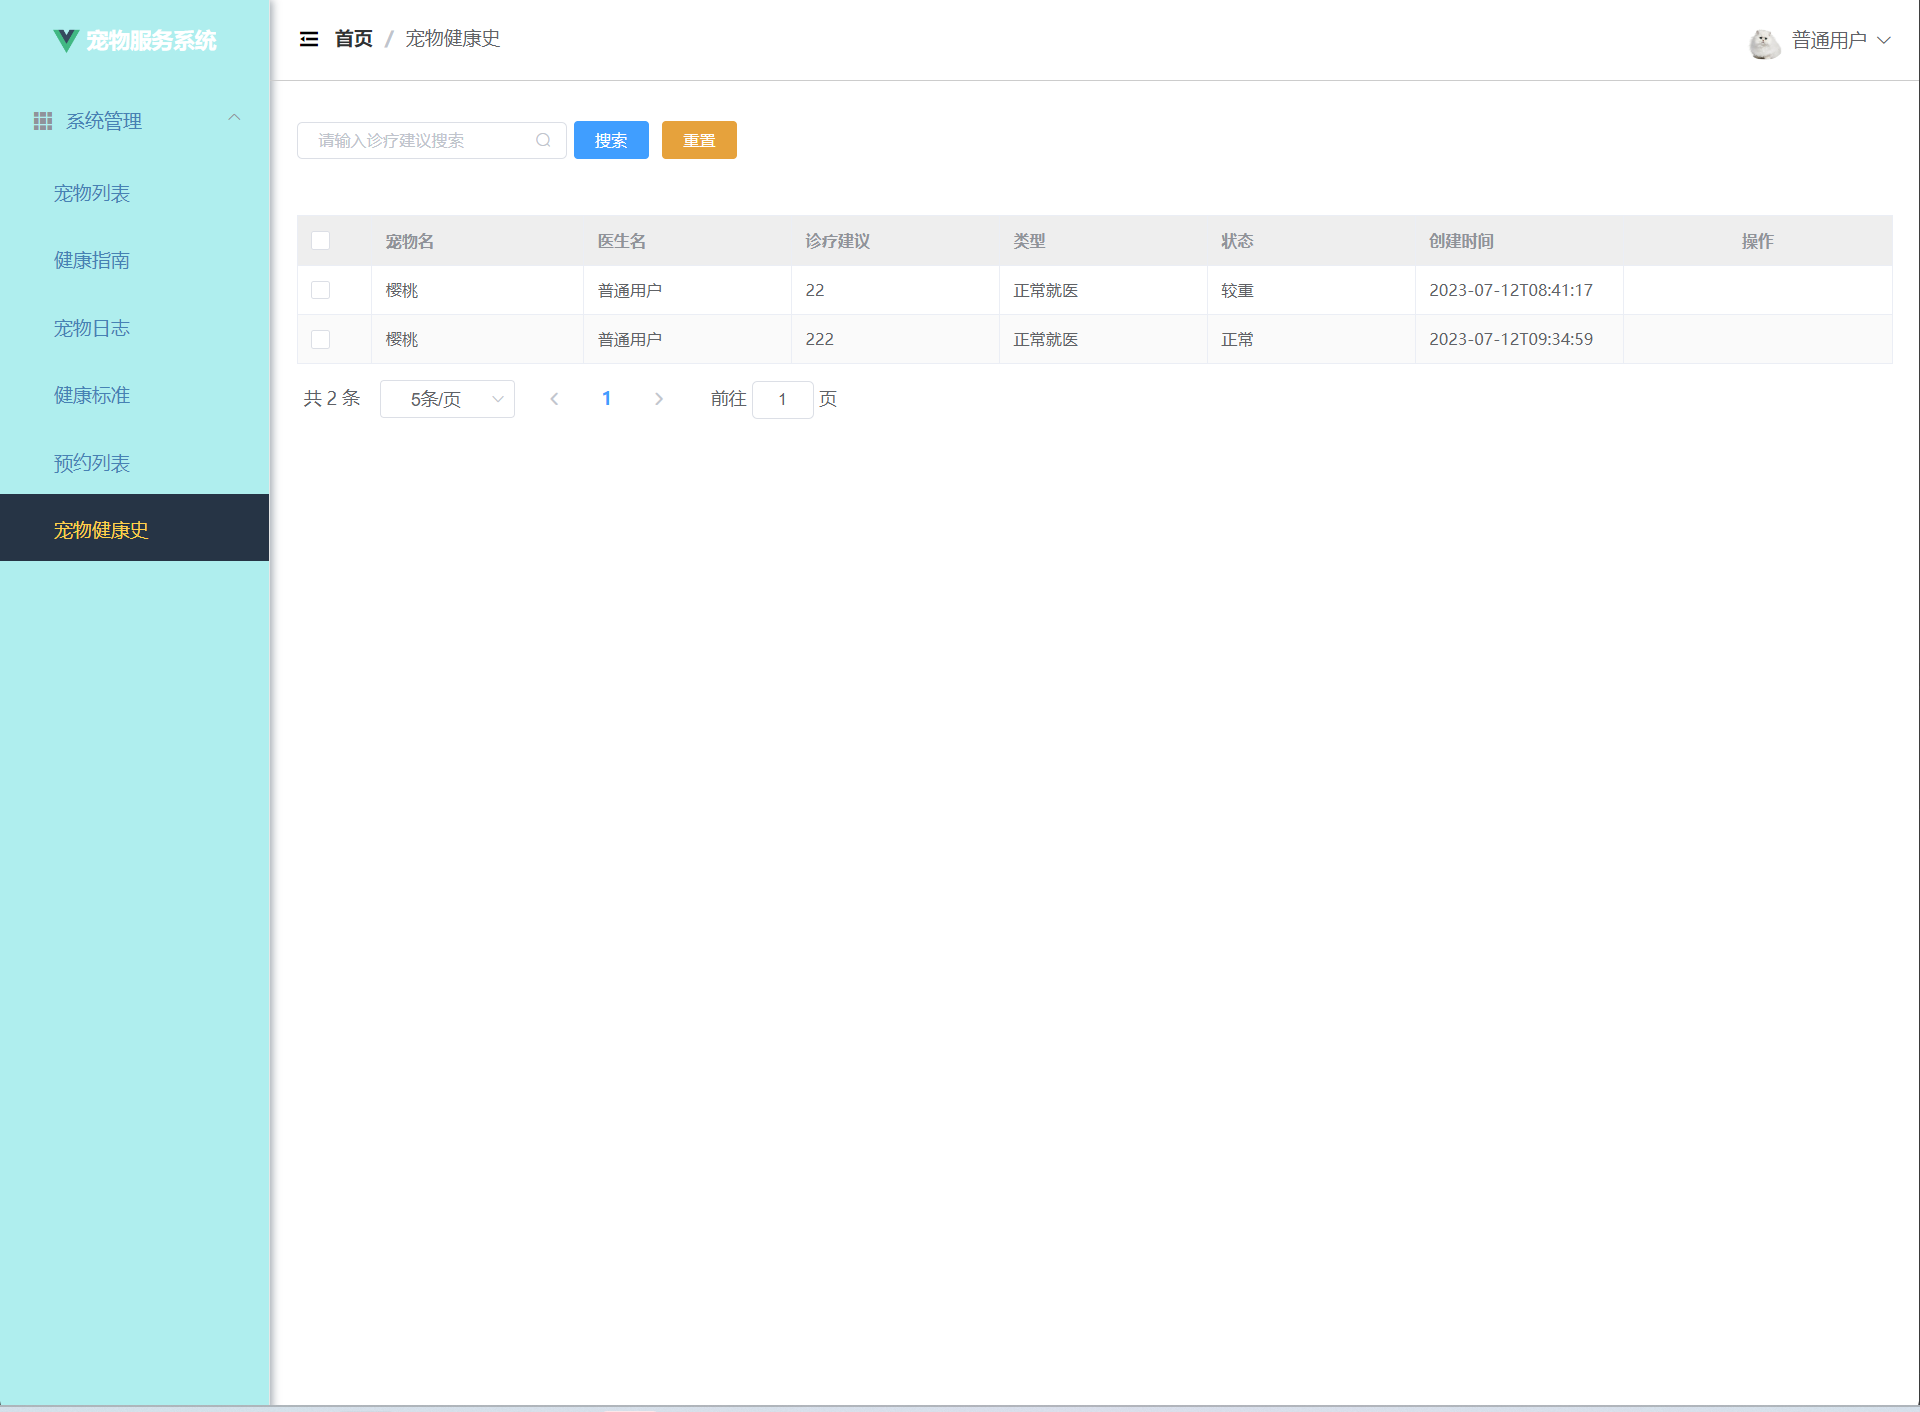 宠物服务系统
系统管理
宠物列表
健康指南
宠物日志
健康标准
预约列表
宠物健康史
首页 / 宠物健康史
普通用户
请输入诊疗建议搜索 搜索 重置
宠物名 医生名 诊疗建议 类型 状态 创建时间 操作
樱桃 普通用户 22 正常就医 较重 2023-07-12T08:41:17
樱桃 普通用户 222 正常就医 正常 2023-07-12T09:34:59
共 2 条 5条/页 1 前往 1 页